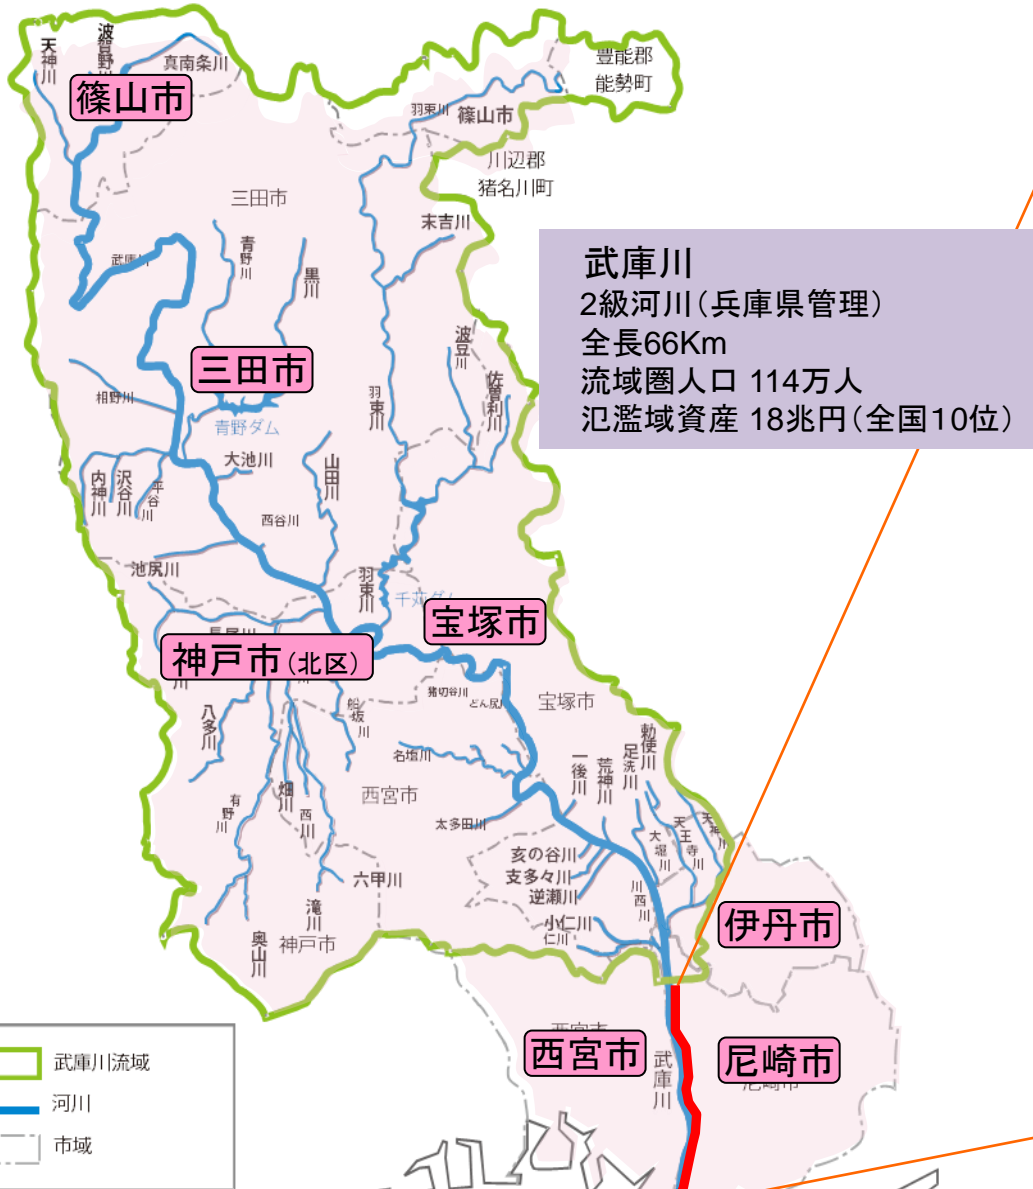 天神川
波賀野川
真南条川
篠山市
豊能郡
能勢町
羽束川
篠山市
川辺郡
猪名川町
三田市
末吉川
武庫川
青野川
黒川
武庫川
2級河川(兵庫県管理)
全長66Km
流域圏人口 114万人
氾濫域資産 18兆円(全国10位)
三田市
波豆川
佐曽利川
相野川
羽束川
青野ダム
大池川
山田川
内神川
沢谷川
平谷川
西谷川
池尻川
羽束川
宝塚市
神戸市(北区)
猪切谷川
宝塚市
八多川
船坂川
名塩川
勅使川
足洗川
一後川
荒神川
西宮市
有野川
畑川
西川
太多田川
大堀川
天王寺川
天神川
亥の谷川
支多々川
逆瀬川
六甲川
川西川
滝川
小仁川
仁川
伊丹市
奥山川
神戸市
西宮市
武庫川
尼崎市
武庫川流域
河川
市域